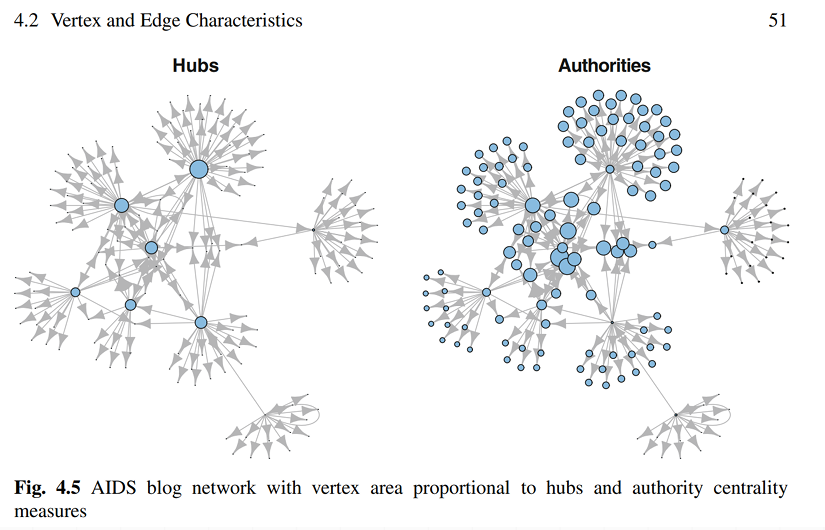 4.2 Vertex and Edge Characteristics 51
Hubs Authorities
Fig. 4.5 AIDS blog network with vertex area proportional to hubs and authority centrality
measures